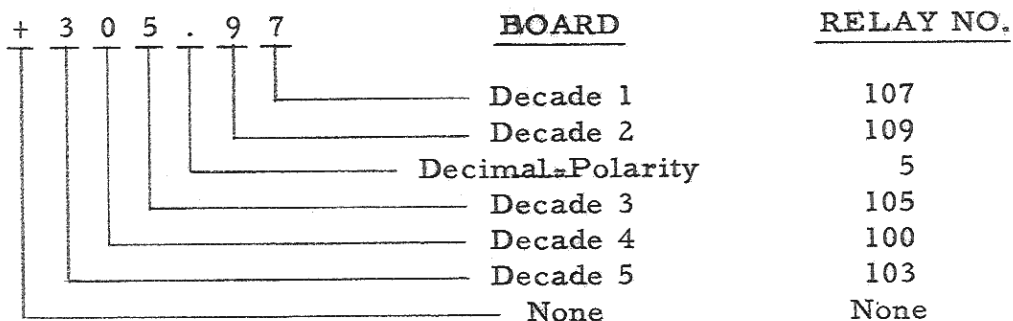 + 3 0 5 . 9 7 BOARD RELAY NO.
Decade 1 107
Decade 2 109
Decimal-Polarity 5
Decade 3 105
Decade 4 100
Decade 5 103
None None